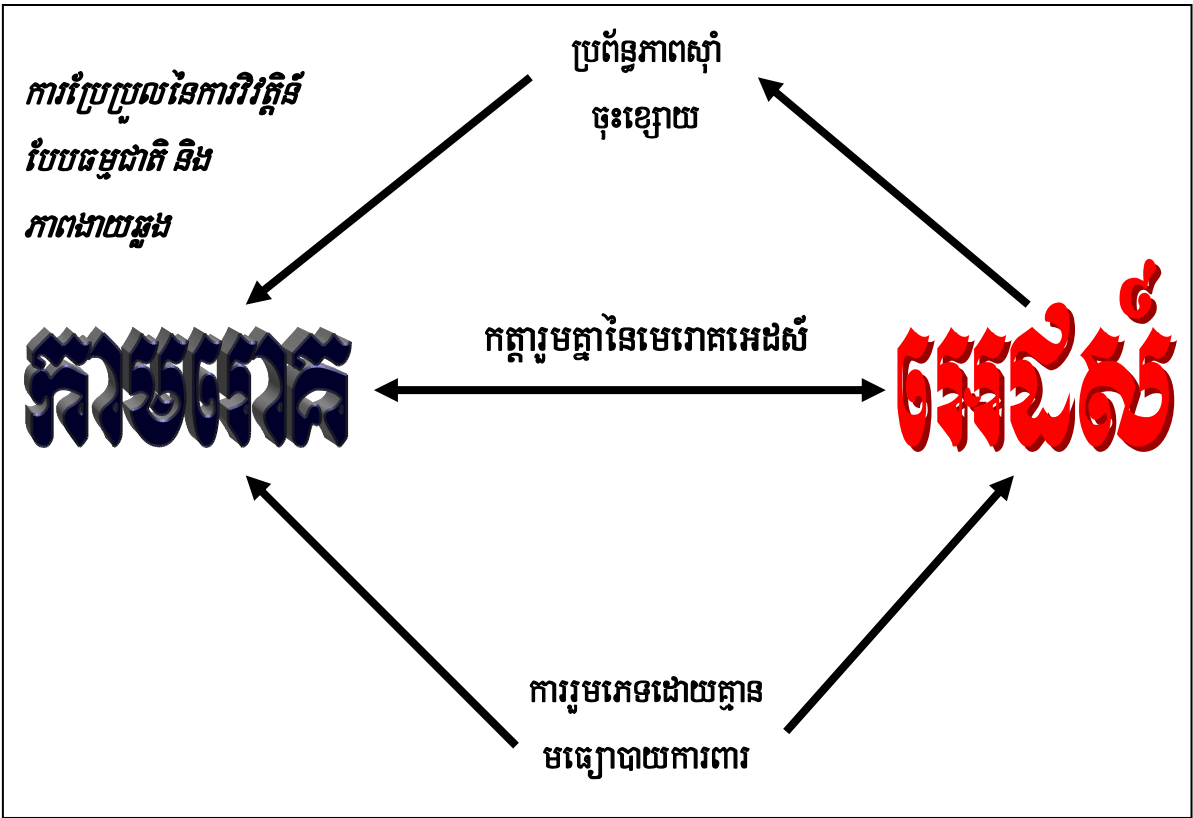 ប្រព័ន្ធភាពស៊ាំ
ចុះខ្សោយ
ការប្រែប្រួលនៃការវិវត្តិន៍
បែបធម្មជាតិ និង
ភាពងាយឆ្លង
កត្តារួមគ្នានៃមេរោគអេដស៍
កាមរោគ
អេដស៍
ការរួមភេទដោយគ្មាន
មធ្យោបាយការពារ